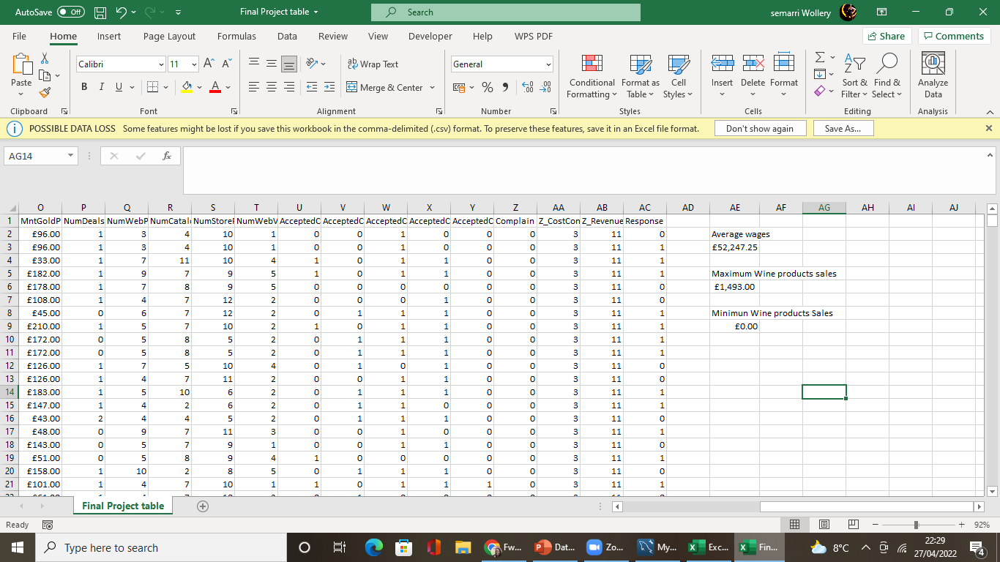 AutoSave Off Final Project table Search semarri Wollery
File Home Insert Page Layout Formulas Data Review View Developer Help WPS PDF Share Comments
Calibri 11 A A ab Wrap Text General
Paste B I U A Merge & Center % Conditional Formatting Format as Table Cell Styles Insert Delete Format Sort & Filter Find & Select Analyze Data
Clipboard Font Alignment Number Styles Cells Editing Analysis
POSSIBLE DATA LOSS Some features might be lost if you save this workbook in the comma-delimited (.csv) format. To preserve these features, save it in an Excel file format. Don't show again Save As...
AG14 fx
O P Q R S T U V W X Y Z AA AB AC AD AE AF AG AH AI AJ
1 MntGoldP NumDeals NumWebP NumCatal NumStoreP NumWebV AcceptedC AcceptedC AcceptedC AcceptedC AcceptedC Complain Z_CostCon Z_Revenue Response
2 £96.00 1 3 4 10 1 0 0 1 0 0 0 3 11 0 Average wages
3 £96.00 1 3 4 10 1 0 0 1 0 0 0 3 11 1 £52,247.25
4 £33.00 1 7 11 10 4 1 0 1 1 0 0 3 11 1
5 £182.00 1 9 7 9 5 1 0 1 1 0 0 3 11 1 Maximum Wine products sales
6 £178.00 1 7 8 9 5 0 0 0 0 0 0 3 11 0 £1,493.00
7 £108.00 1 4 7 12 2 0 0 0 1 0 0 3 11 0
8 £45.00 0 6 7 12 2 0 1 1 1 0 0 3 11 1 Minimun Wine products Sales
9 £210.00 1 5 7 10 2 1 0 1 1 0 0 3 11 1 £0.00
10 £172.00 0 5 8 5 2 0 1 1 1 0 0 3 11 1
11 £172.00 0 5 8 5 2 0 1 1 1 0 0 3 11 1
12 £126.00 1 7 5 10 4 0 1 0 1 0 0 3 11 0
13 £126.00 1 4 7 11 2 0 0 1 1 0 0 3 11 0
14 £183.00 1 5 10 6 2 0 1 1 1 0 0 3 11 1
15 £147.00 1 4 2 6 2 0 1 1 0 0 0 3 11 1
16 £43.00 2 4 4 5 2 0 1 1 1 0 0 3 11 0
17 £48.00 0 9 7 11 3 0 0 1 0 0 0 3 11 1
18 £143.00 0 5 7 9 1 0 0 1 1 0 0 3 11 0
19 £51.00 0 5 8 9 4 1 0 0 0 0 0 3 11 1
20 £158.00 1 10 2 8 5 0 1 1 1 0 0 3 11 0
21 £101.00 1 4 7 10 1 1 0 1 1 1 0 3 11 1
Final Project table
Ready 92%
Type here to search Fw... Dat... Zo... My... Exc... Fin... 8°C 22:29
27/04/2022 4